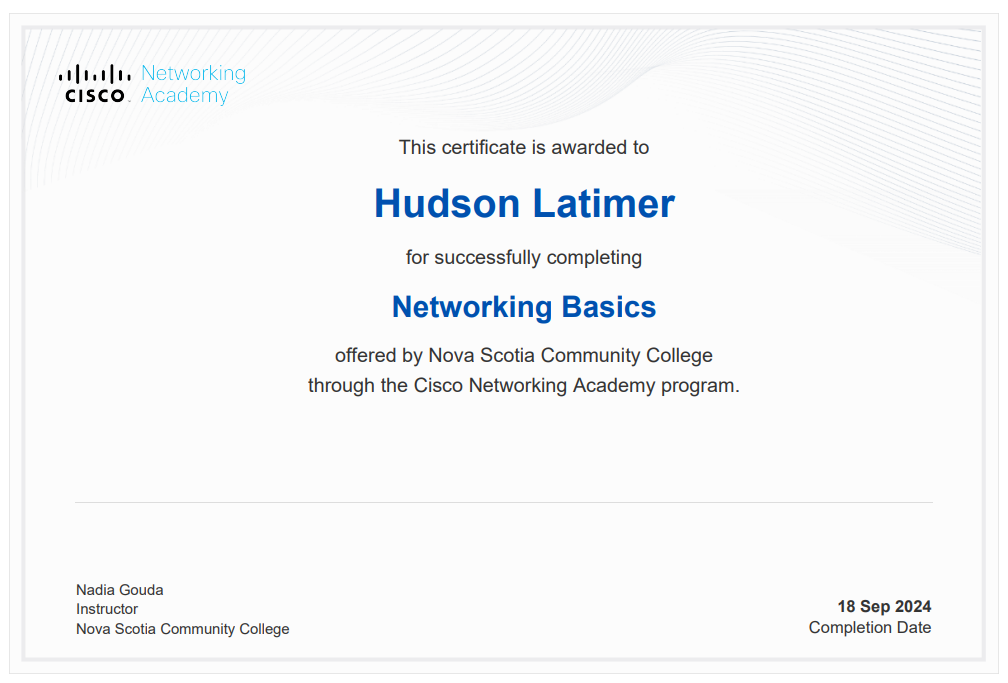 CISCO Networking
Academy
This certificate is awarded to
Hudson Latimer
for successfully completing
Networking Basics
offered by Nova Scotia Community College
through the Cisco Networking Academy program.
Nadia Gouda
Instructor
Nova Scotia Community College
18 Sep 2024
Completion Date